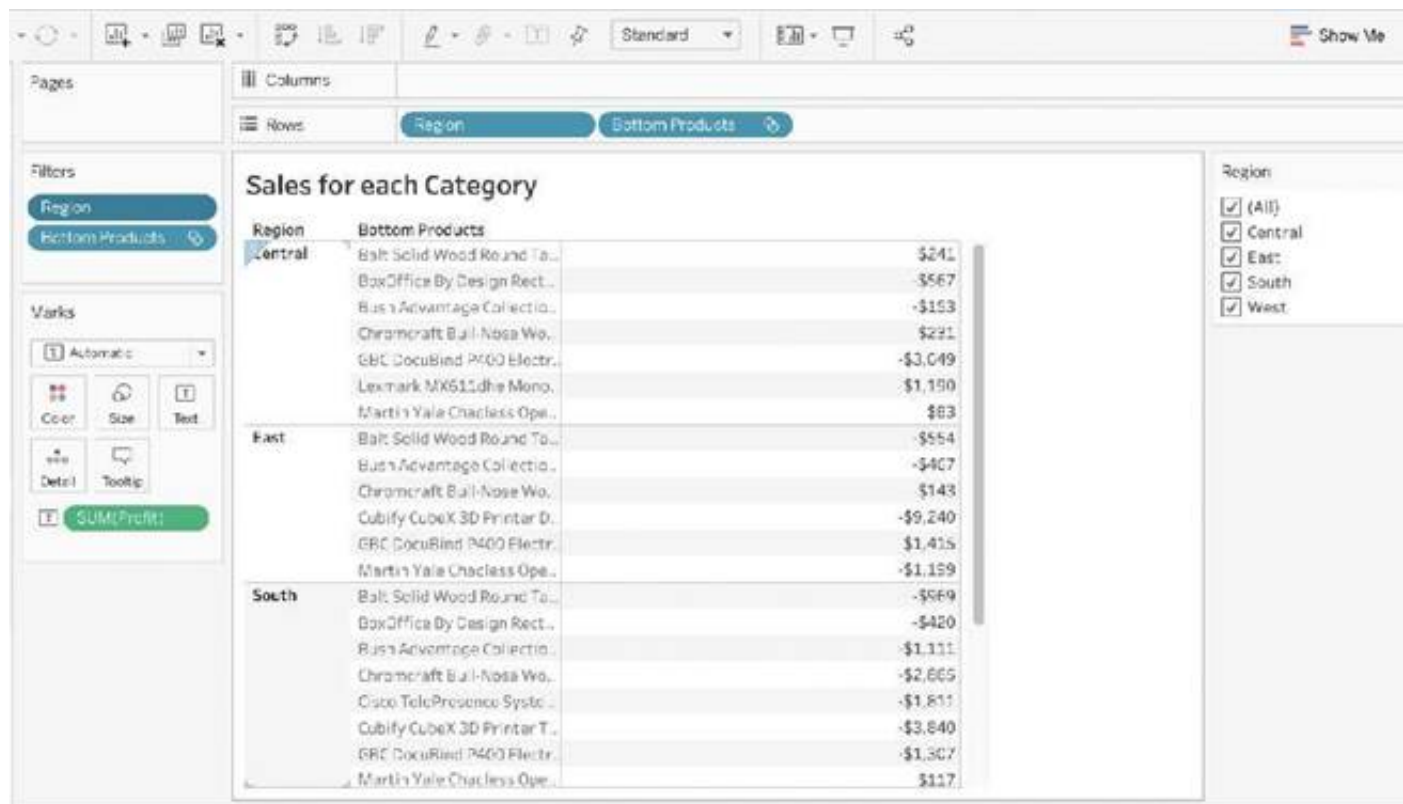 Standard
Show Me
Pages
Columns
Rows
Region
Bottom Products
Filters
Region
Bottom Products
Marks
Automatic
Color
Size
Text
Detail
Tooltip
SUM(Profit)
Sales for each Category
Region Bottom Products
Central Balt Solid Wood Round Ta.. $241
BoxOffice By Design Rect.. -$567
Bush Advantage Collectio.. -$153
Chromcraft Bull-Nose Wo..
GBC DocuBind P400 Electr.. -$3,049
Lexmark MX611dhe Mono.. $1,190
Martin Yale Chadless Ope.. $83
East Balt Solid Wood Round Ta.. -$554
Bush Advantage Collectio.. -$467
Chromcraft Bull-Nose Wo.. $143
Cubify CubeX 3D Printer D.. -$9,240
GBC DocuBind P400 Electr.. $1,415
Martin Yale Chadless Ope.. -$1,199
South Balt Solid Wood Round Ta.. -$969
BoxOffice By Design Rect.. -$420
Bush Advantage Collectio.. -$1,111
Chromcraft Bull-Nose Wo.. -$2,865
Cisco TelePresence Syste.. -$1,811
Cubify CubeX 3D Printer T.. -$3,840
GBC DocuBind P400 Electr.. -$1,307
Martin Yale Chadless Ope.. $117
Region
(All)
Central
East
South
West